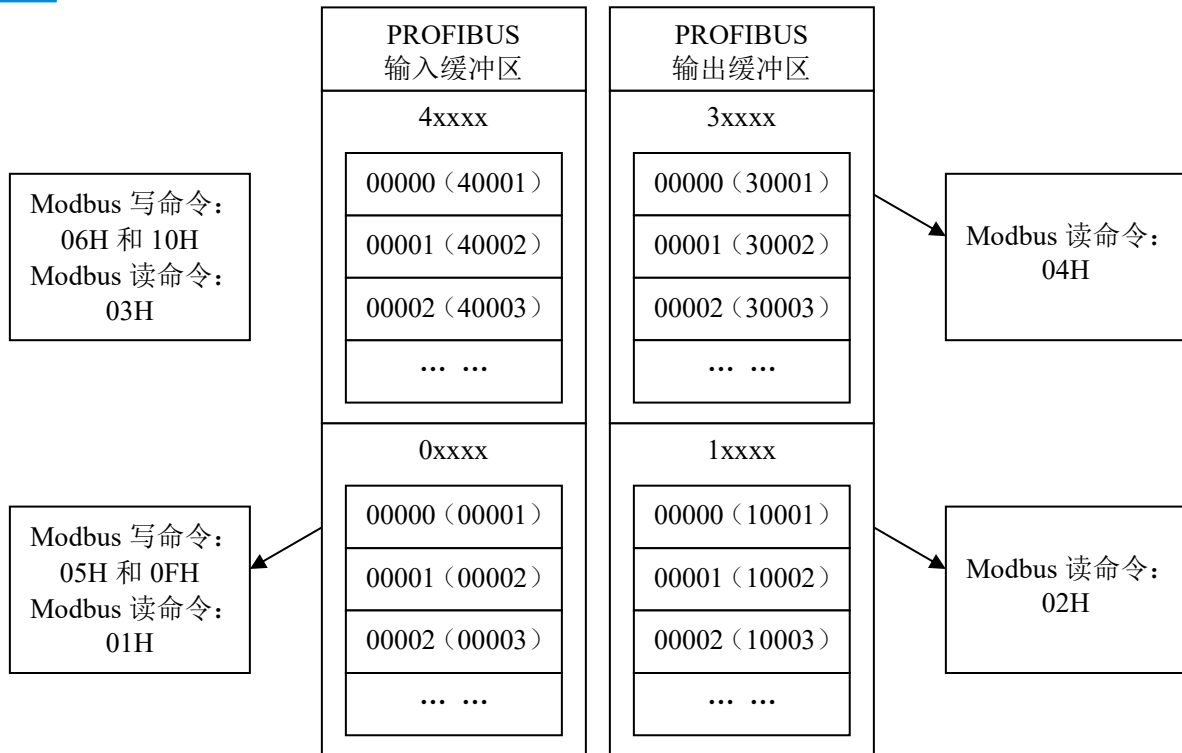 PROFIBUS
输入缓冲区
4xxxx
00000（40001）
00001（40002）
00002（40003）
… …
0xxxx
00000（00001）
00001（00002）
00002（00003）
… …
PROFIBUS
输出缓冲区
3xxxx
00000（30001）
00001（30002）
00002（30003）
… …
1xxxx
00000（10001）
00001（10002）
00002（10003）
… …
Modbus 写命令：
06H 和 10H
Modbus 读命令：
03H
Modbus 写命令：
05H 和 0FH
Modbus 读命令：
01H
Modbus 读命令：
04H
Modbus 读命令：
02H